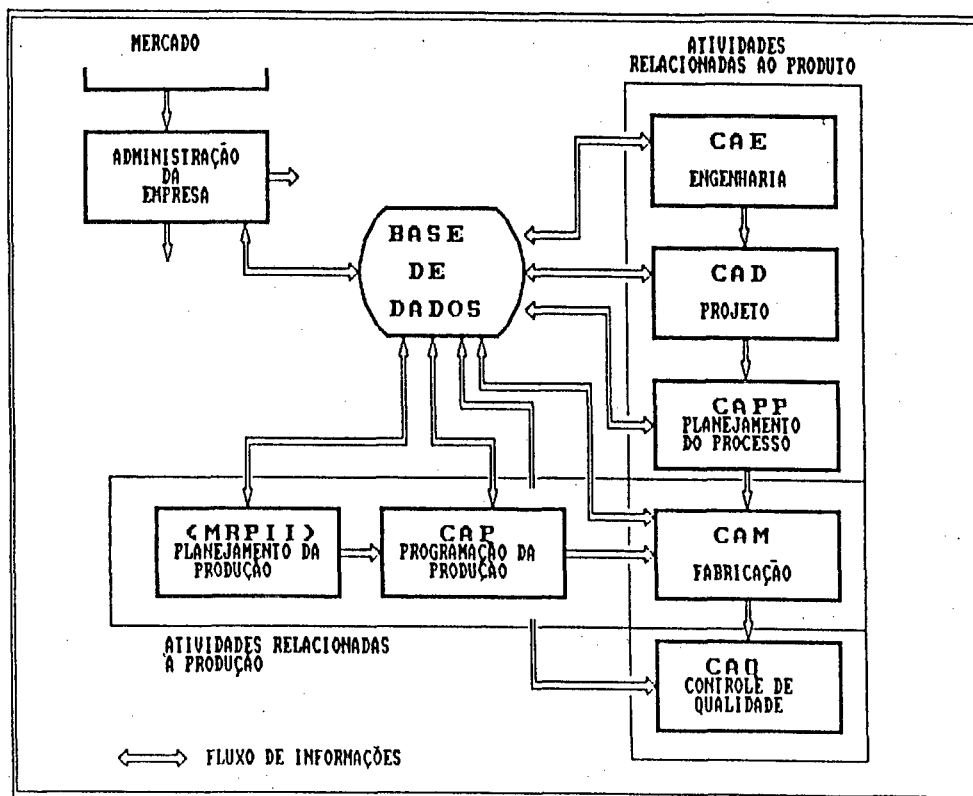 MERCADO
ATIVIDADES
RELACIONADAS AO PRODUTO
ADMINISTRAÇÃO
DA
EMPRESA
CAE
ENGENHARIA
BASE
DE
DADOS
CAD
PROJETO
CAPP
PLANEJAMENTO
DO PROCESSO
<MRPII>
PLANEJAMENTO DA
PRODUÇÃO
CAP
PROGRAMAÇÃO DA
PRODUÇÃO
CAM
FABRICAÇÃO
ATIVIDADES RELACIONADAS
À PRODUÇÃO
CAQ
CONTROLE DE
QUALIDADE
FLUXO DE INFORMAÇÕES